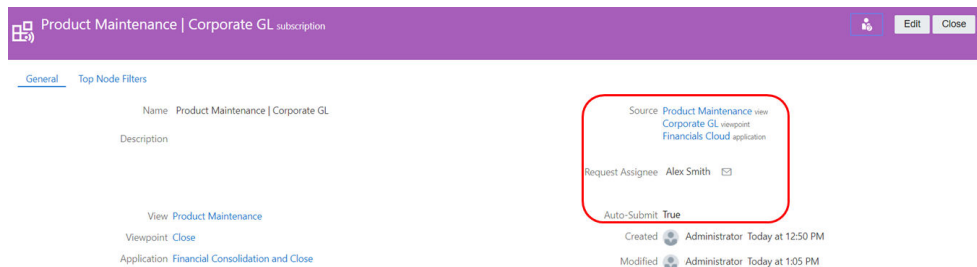 Product Maintenance | Corporate GL subscription
Edit
Close
General
Top Node Filters
Name Product Maintenance | Corporate GL
Description
View Product Maintenance
Viewpoint Close
Application Financial Consolidation and Close
Source Product Maintenance view
Corporate GL viewpoint
Financials Cloud application
Request Assignee Alex Smith
Auto-Submit True
Created Administrator Today at 12:50 PM
Modified Administrator Today at 1:05 PM